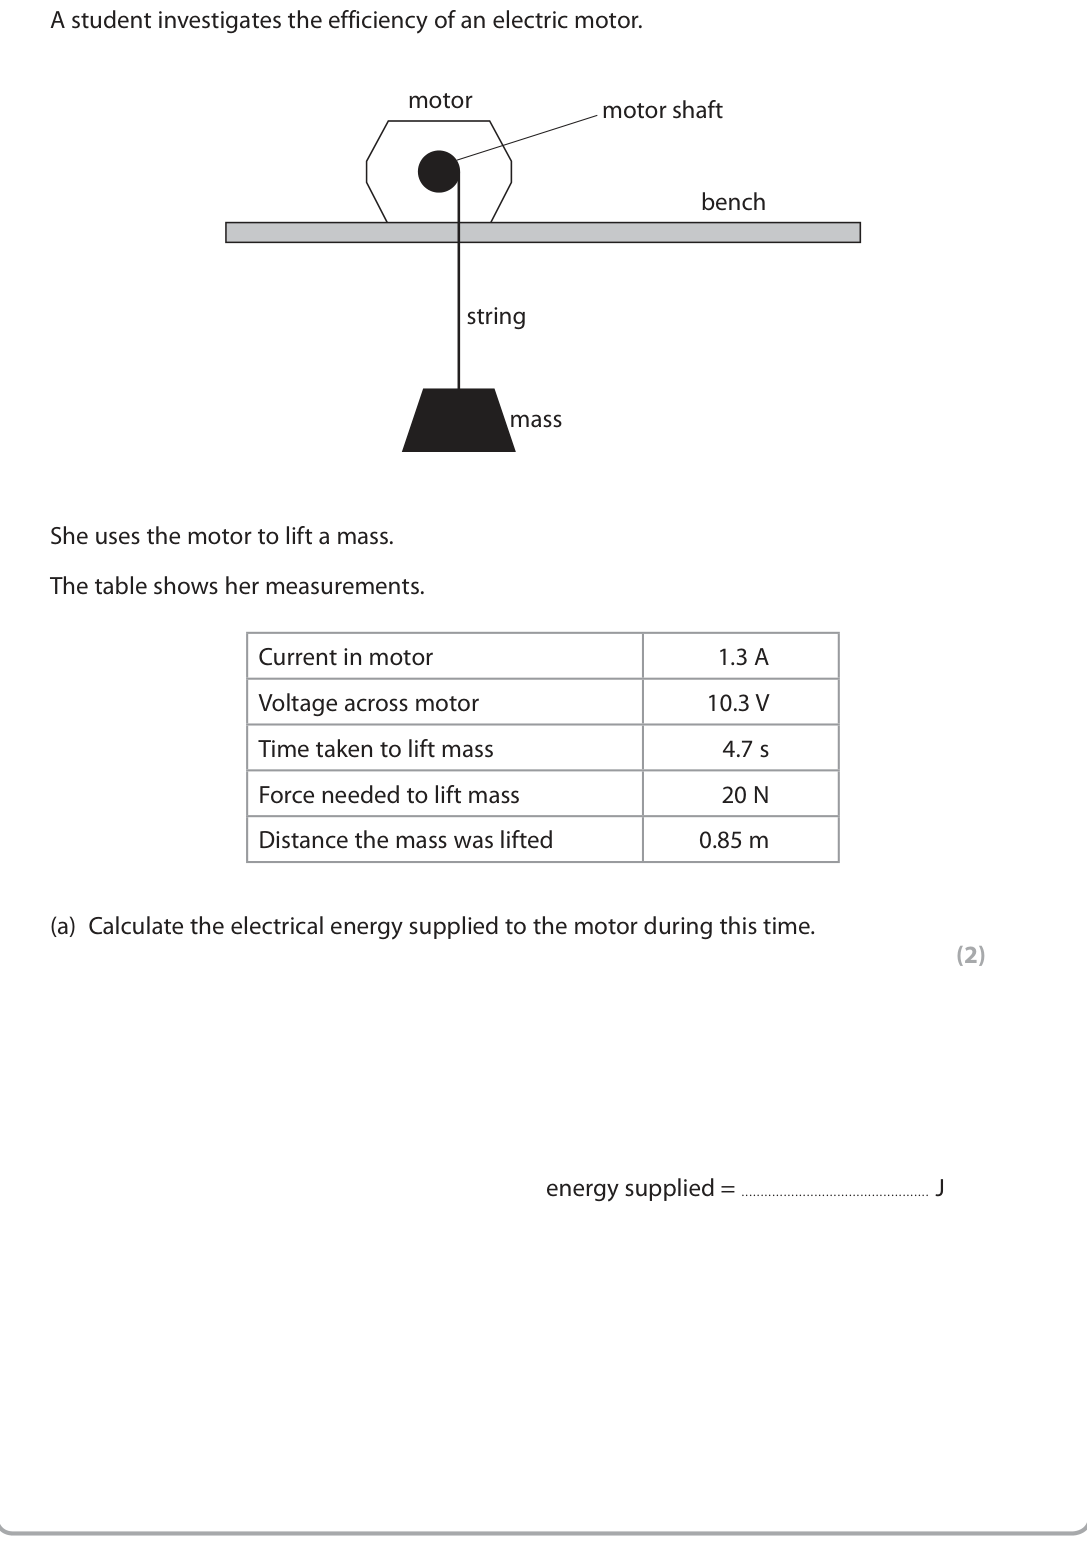 A student investigates the efficiency of an electric motor.
motor
motor shaft
bench
string
mass
She uses the motor to lift a mass.
The table shows her measurements.
Current in motor 1.3 A
Voltage across motor 10.3 V
Time taken to lift mass 4.7 s
Force needed to lift mass 20 N
Distance the mass was lifted 0.85 m
(a) Calculate the electrical energy supplied to the motor during this time.
(2)
energy supplied = ................................................ J